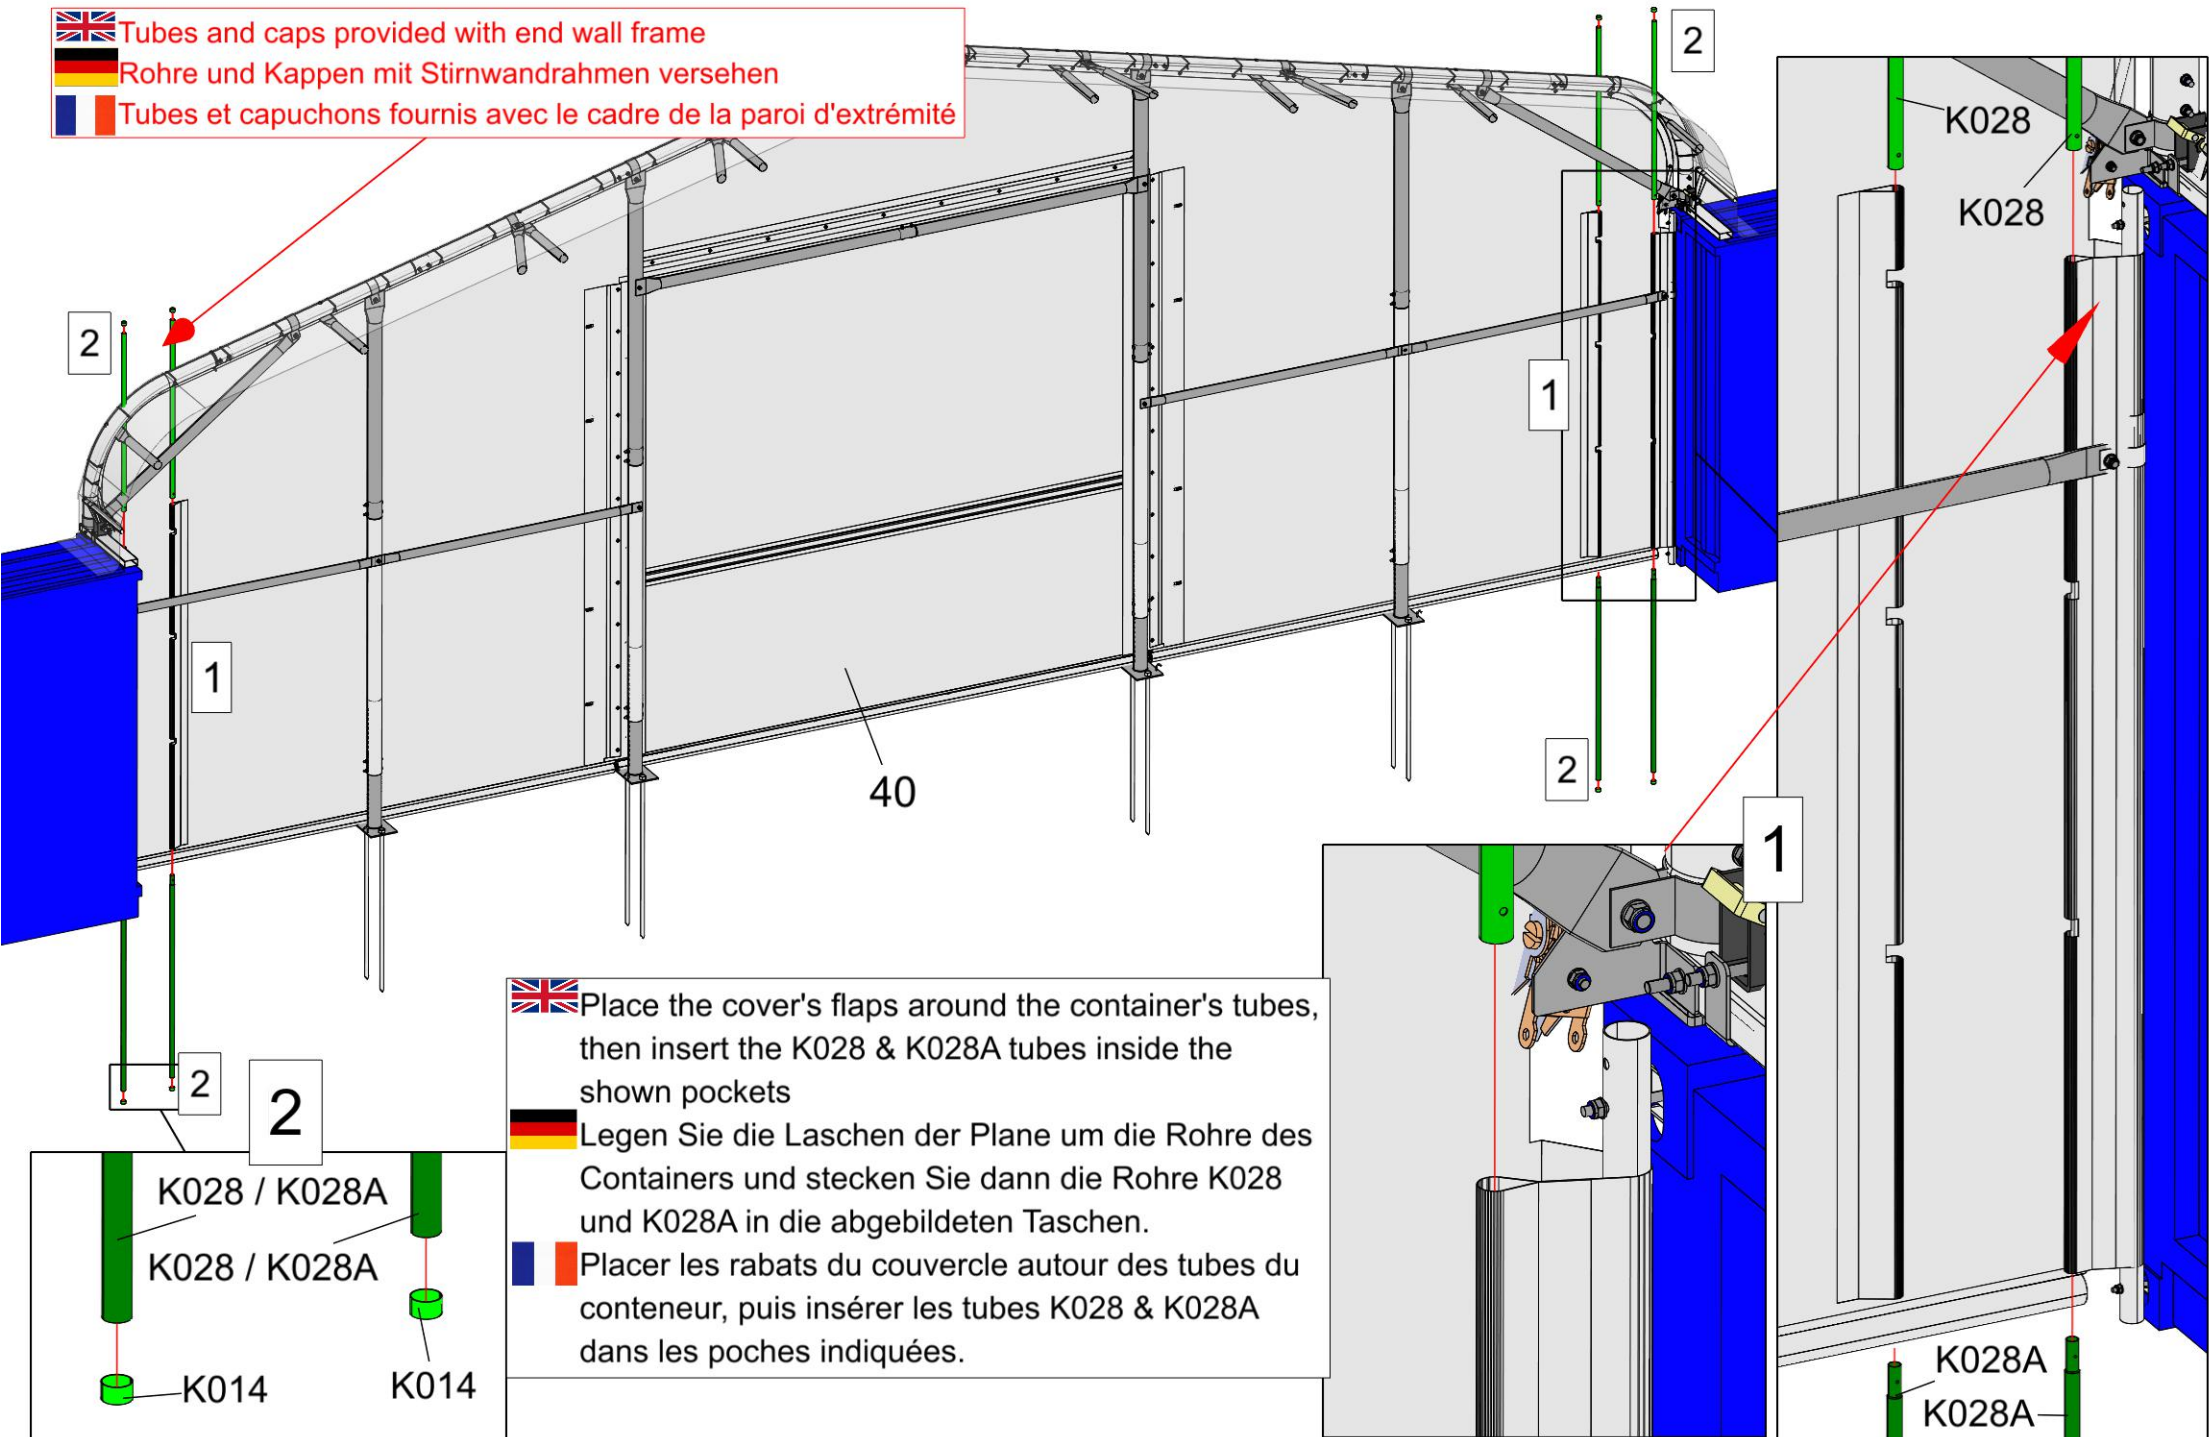 Tubes and caps provided with end wall frame
Rohre und Kappen mit Stirnwandrahmen versehen
Tubes et capuchons fournis avec le cadre de la paroi d'extrémité
2
2
K028
K028
1
1
2
2
40
1
2
2
K028 / K028A
K028 / K028A
K014
K014
Place the cover's flaps around the container's tubes,
then insert the K028 & K028A tubes inside the
shown pockets
Legen Sie die Laschen der Plane um die Rohre des
Containers und stecken Sie dann die Rohre K028
und K028A in die abgebildeten Taschen.
Placer les rabats du couvercle autour des tubes du
conteneur, puis insérer les tubes K028 & K028A
dans les poches indiquées.
K028A
K028A